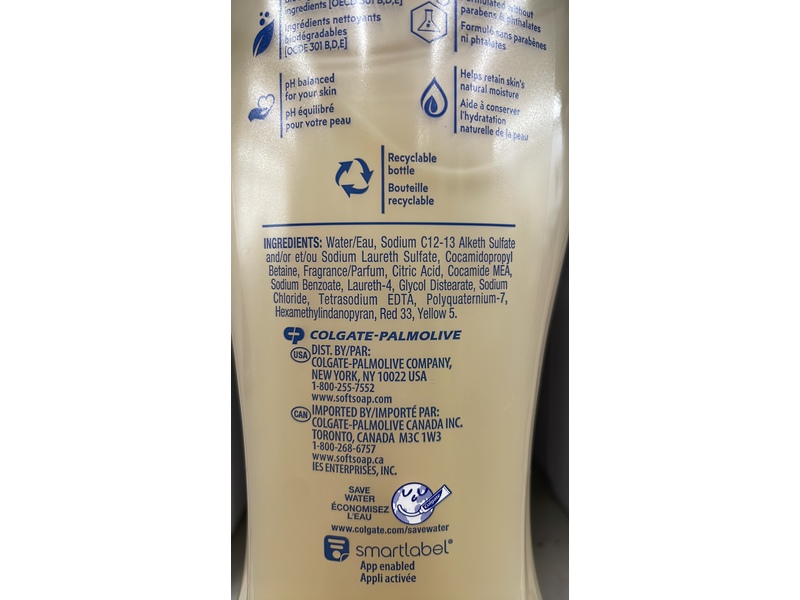 ingredients [OECD 301 B,D,E]
Ingrédients nettoyants
biodégradables
[OCDE 301 B,D,E]
Formulated without
parabens & phthalates
Formulé sans parabènes
ni phtalates
pH balanced
for your skin
pH équilibré
pour votre peau
Helps retain skin's
natural moisture
Aide à conserver
l'hydratation
naturelle de la peau
Recyclable
bottle
Bouteille
recyclable
INGREDIENTS: Water/Eau, Sodium C12-13 Alketh Sulfate
and/or et/ou Sodium Laureth Sulfate, Cocamidopropyl
Betaine, Fragrance/Parfum, Citric Acid, Cocamide MEA,
Sodium Benzoate, Laureth-4, Glycol Distearate, Sodium
Chloride, Tetrasodium EDTA, Polyquaternium-7,
Hexamethylindanopyran, Red 33, Yellow 5.
CP COLGATE-PALMOLIVE
USA DIST. BY/PAR:
COLGATE-PALMOLIVE COMPANY,
NEW YORK, NY 10022 USA
1-800-255-7552
www.softsoap.com
CAN IMPORTED BY/IMPORTÉ PAR:
COLGATE-PALMOLIVE CANADA INC.
TORONTO, CANADA M3C 1W3
1-800-268-6757
www.softsoap.ca
IES ENTERPRISES, INC.
SAVE
WATER
ÉCONOMISEZ
L'EAU
www.colgate.com/savewater
smartlabel®
App enabled
Appli activée